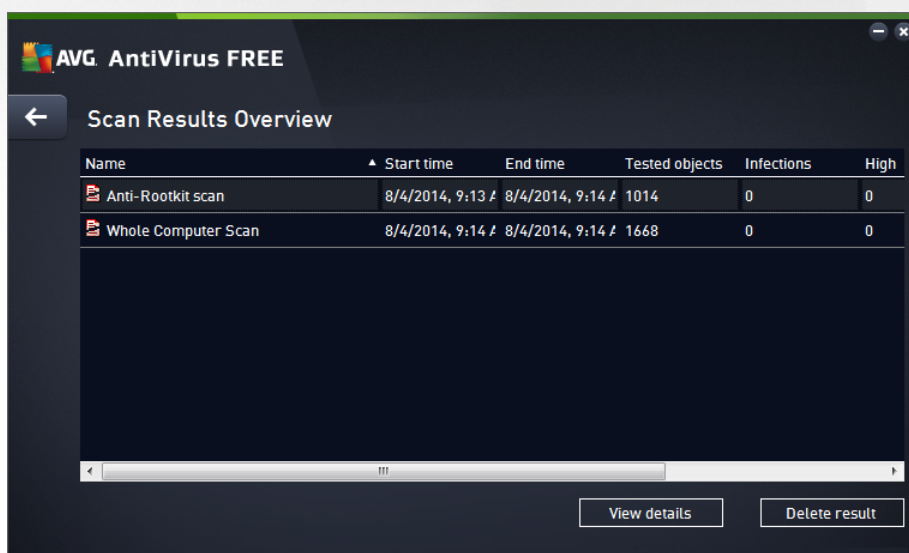 AVG. AntiVirus FREE
Scan Results Overview
Name Start time End time Tested objects Infections High
Anti-Rootkit scan 8/4/2014, 9:13 8/4/2014, 9:14 1014 0 0
Whole Computer Scan 8/4/2014, 9:14 8/4/2014, 9:14 1668 0 0
View details Delete result